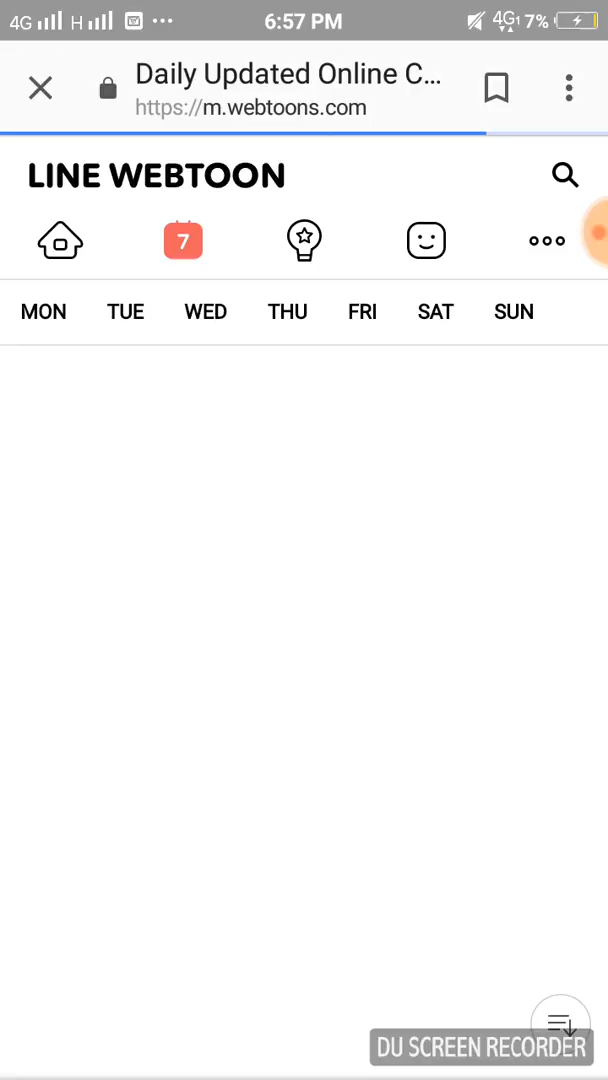 4G H 6:57 PM 4G1 7%
Daily Updated Online C...
https://m.webtoons.com
LINE WEBTOON
7
MON TUE WED THU FRI SAT SUN
DU SCREEN RECORDER